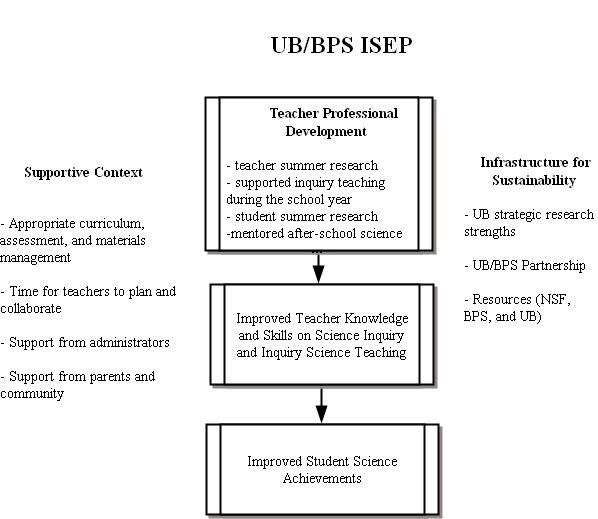 UB/BPS ISEP
Teacher Professional
Development
- teacher summer research
- supported inquiry teaching
during the school year
- student summer research
-mentored after-school science
Supportive Context
- Appropriate curriculum,
assessment, and materials
management
- Time for teachers to plan and
collaborate
- Support from administrators
- Support from parents and
community
Infrastructure for
Sustainability
- UB strategic research
strengths
- UB/BPS Partnership
- Resources (NSF,
BPS, and UB)
Improved Teacher Knowledge
and Skills on Science Inquiry
and Inquiry Science Teaching
Improved Student Science
Achievements